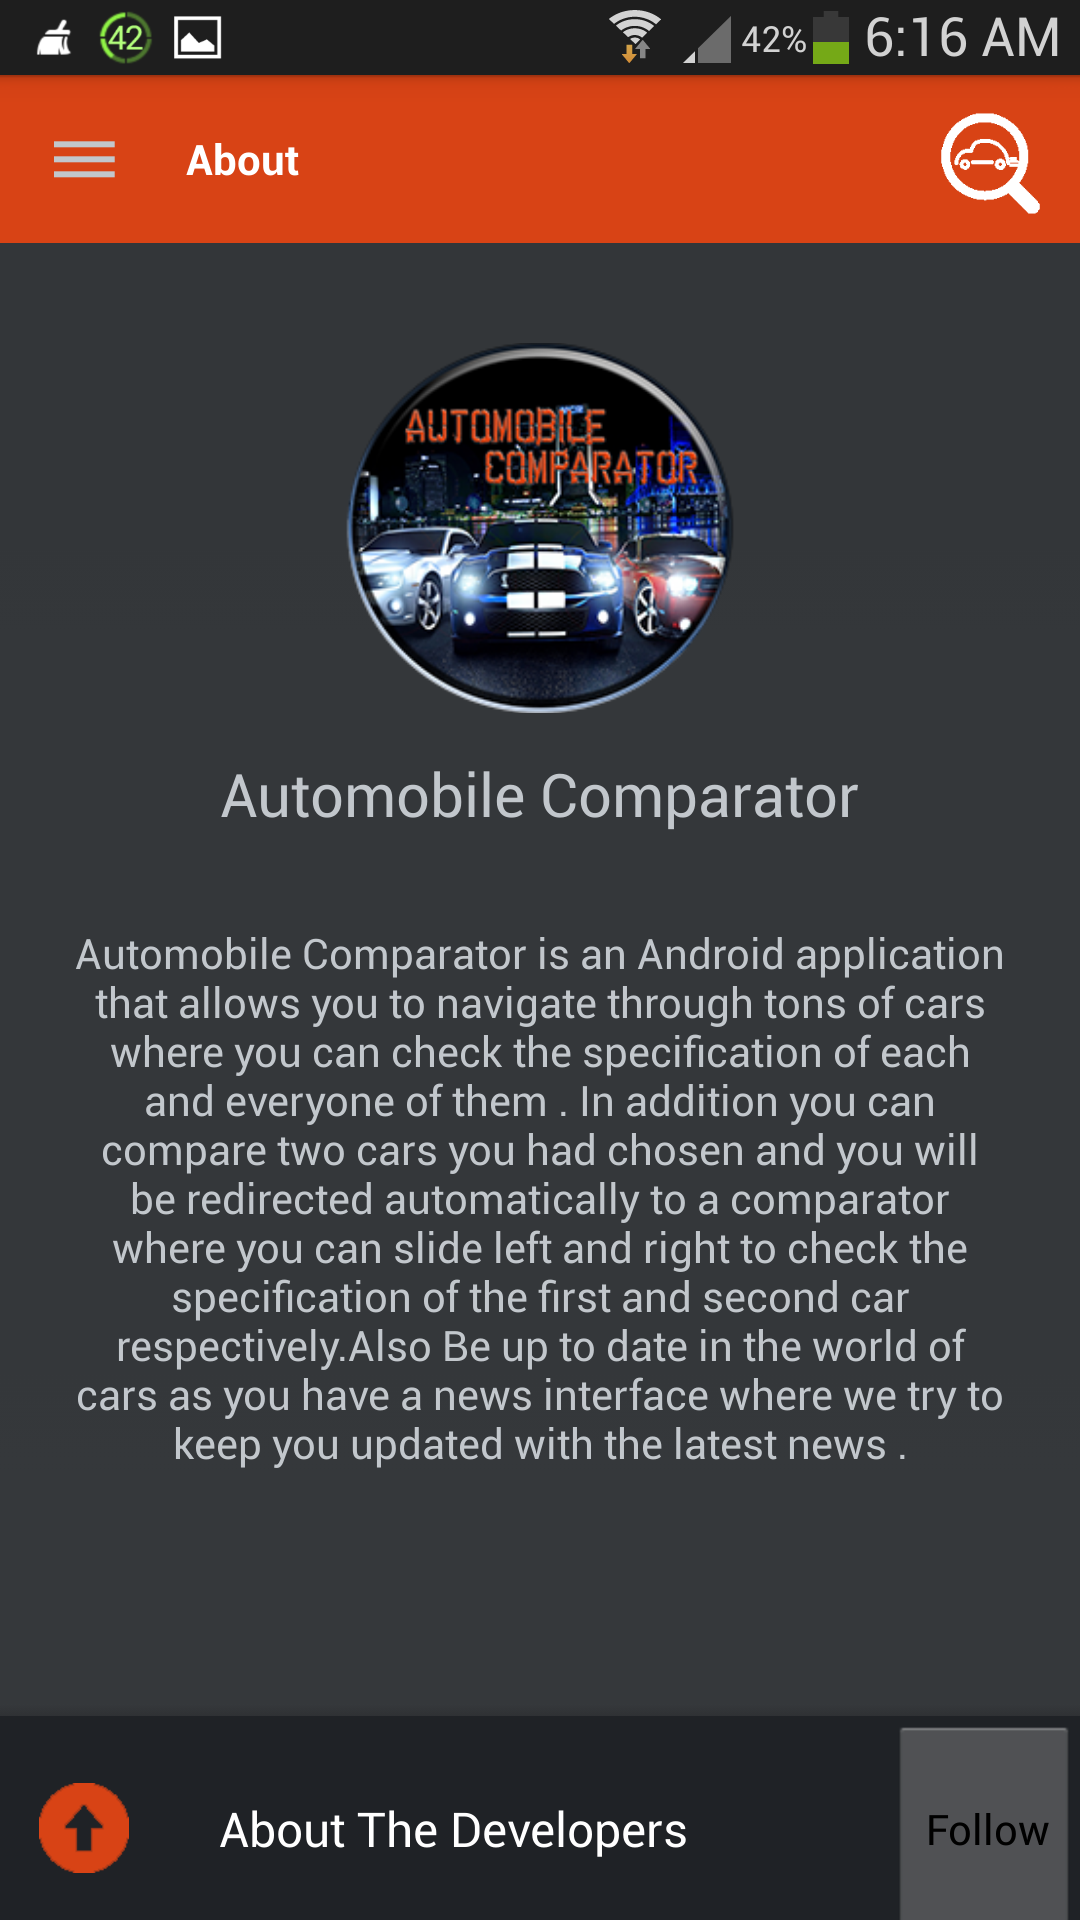 42 42% 6:16 AM
About
AUTOMOBILE
COMPARATOR
Automobile Comparator
Automobile Comparator is an Android application
that allows you to navigate through tons of cars
where you can check the specification of each
and everyone of them . In addition you can
compare two cars you had chosen and you will
be redirected automatically to a comparator
where you can slide left and right to check the
specification of the first and second car
respectively.Also Be up to date in the world of
cars as you have a news interface where we try to
keep you updated with the latest news .
About The Developers
Follow